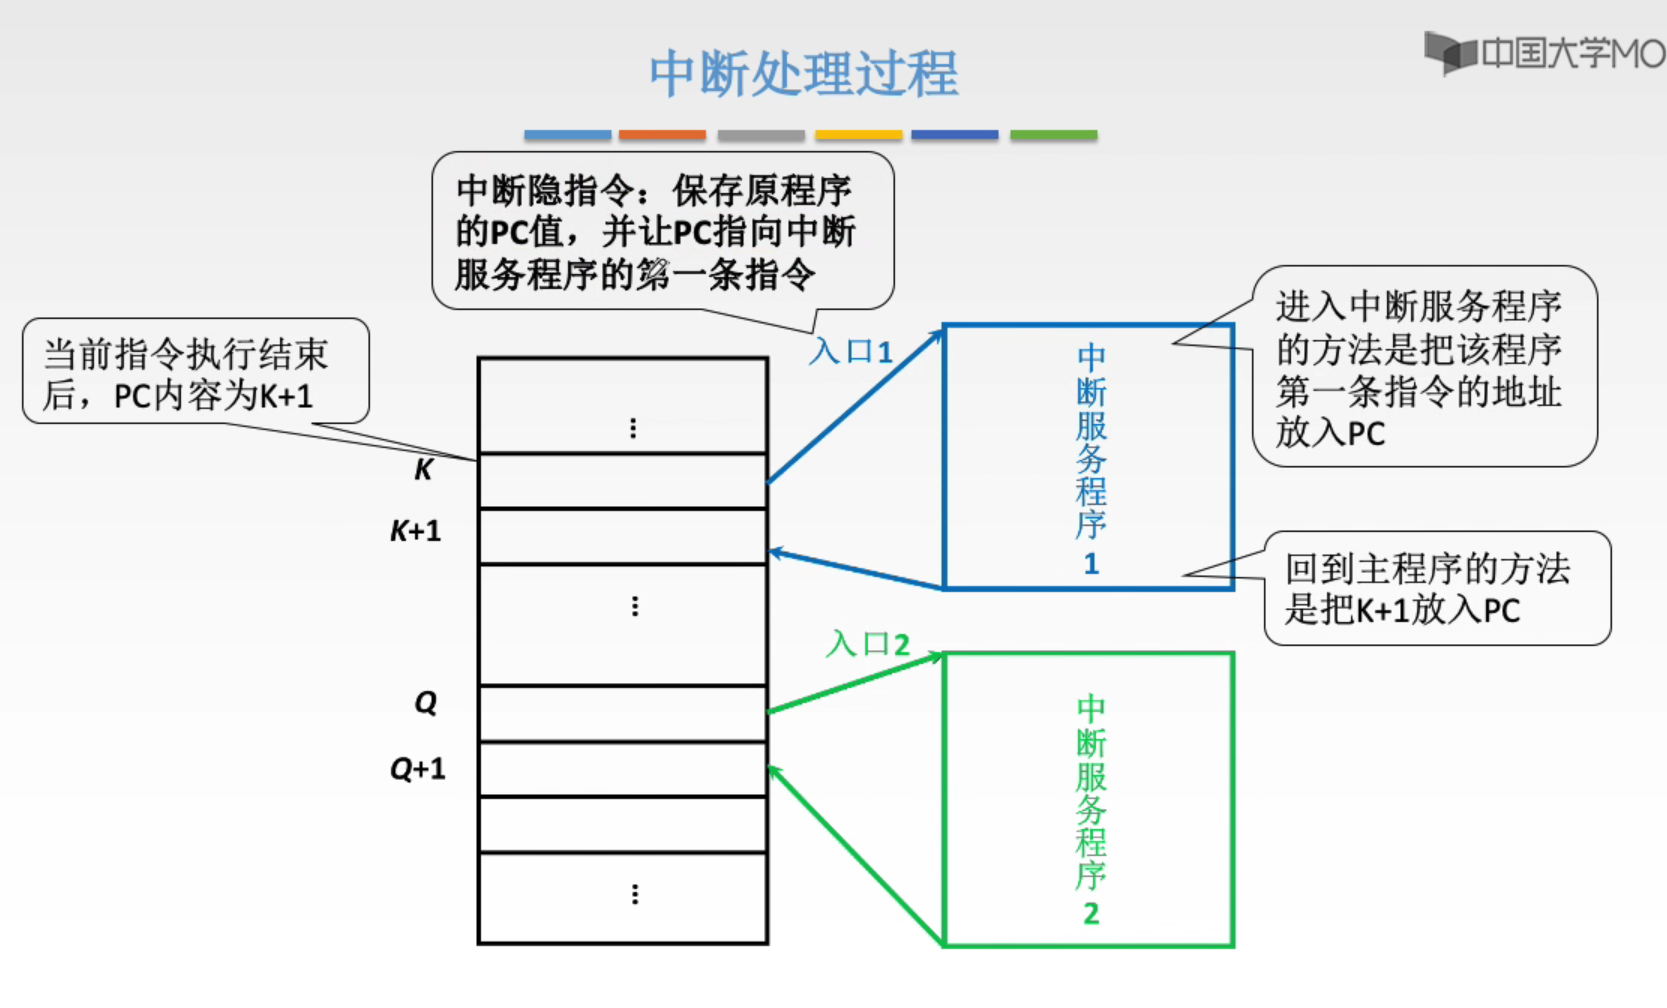 中断处理过程
中国大学MO
中断隐指令：保存原程序
的PC值，并让PC指向中断
服务程序的第一条指令
当前指令执行结束
后，PC内容为K+1
进入中断服务程序
的方法是把该程序
第一条指令的地址
放入PC
入口1
中断服务程序1
⋮
K
K+1
⋮
回到主程序的方法
是把K+1放入PC
入口2
中断服务程序2
Q
Q+1
⋮